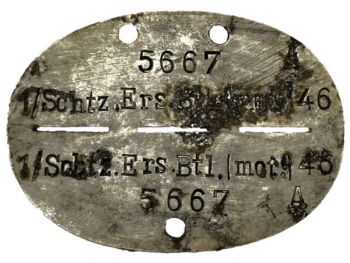 5667
1/Schtz.Ers. 46
1/Schtz.Ers.Btl.(mot.) 46
5667 A